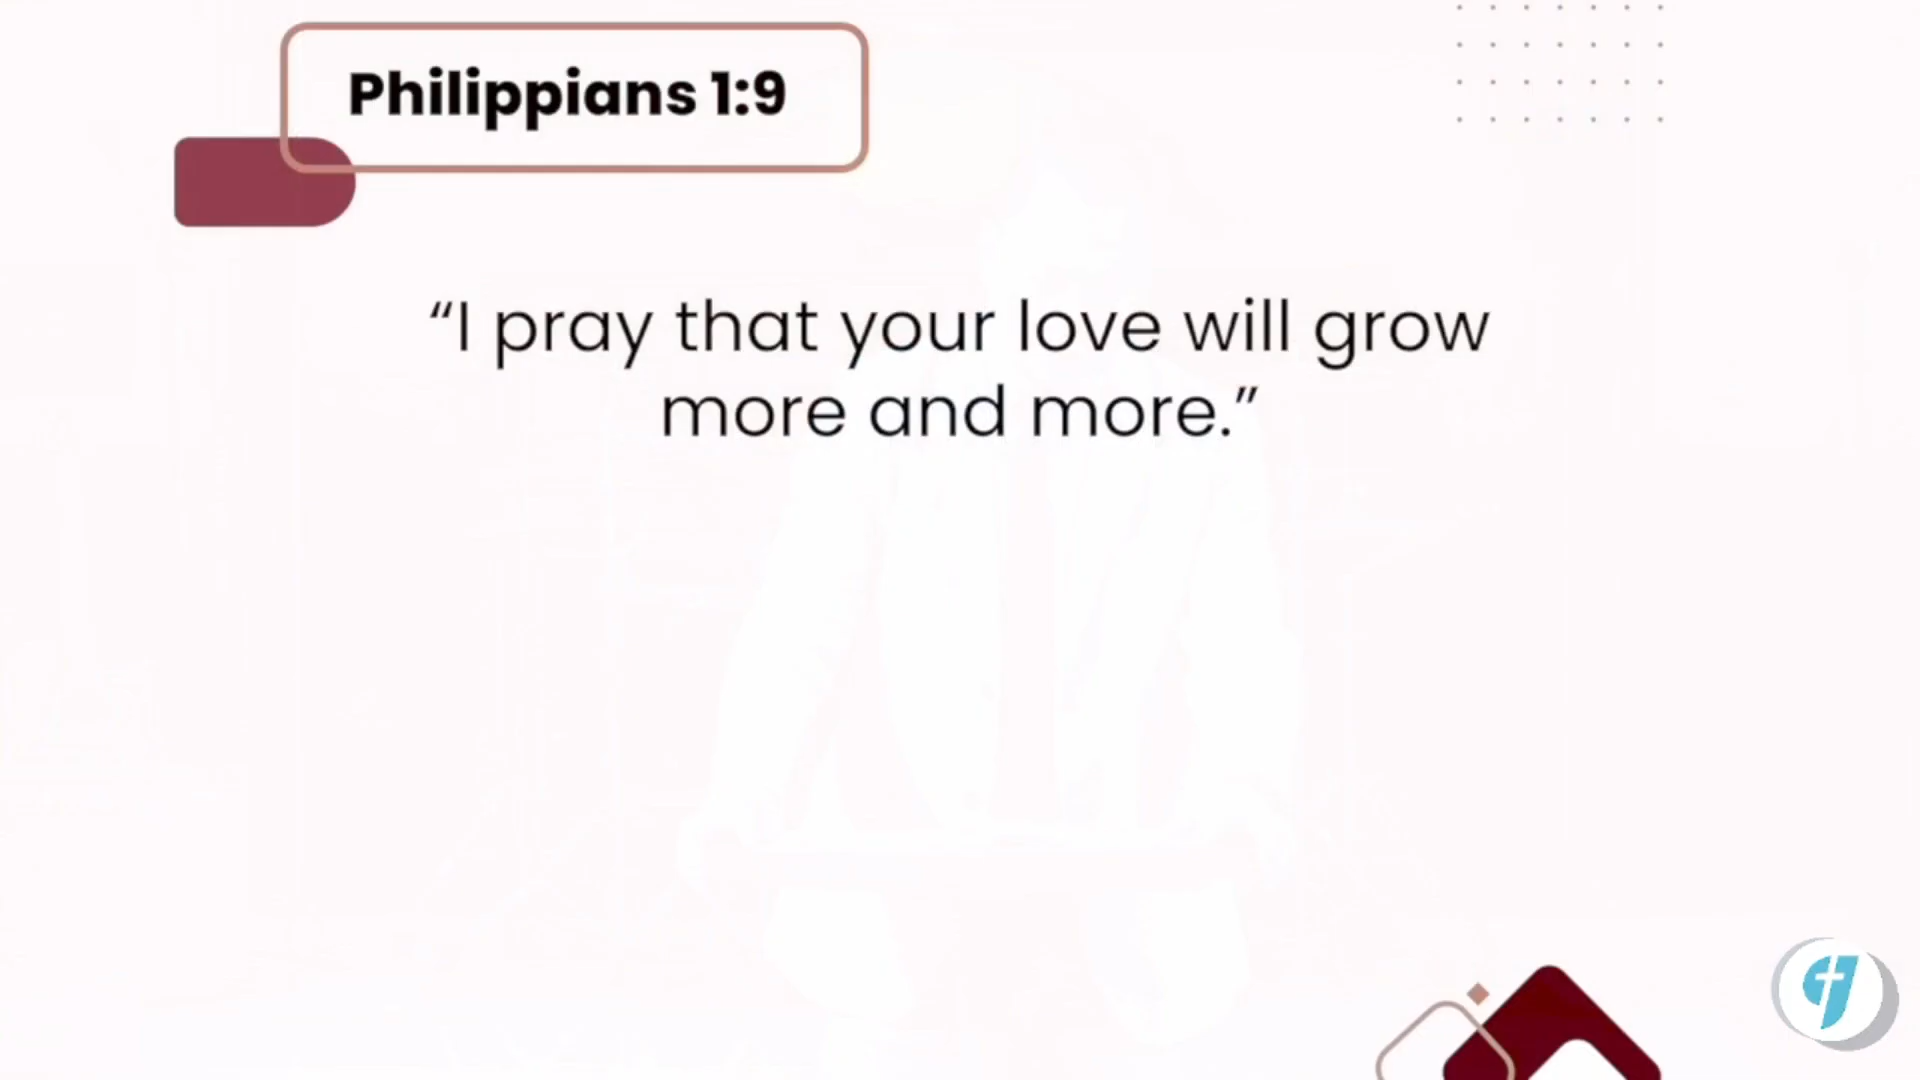 Philippians 1:9
“I pray that your love will grow
more and more.”